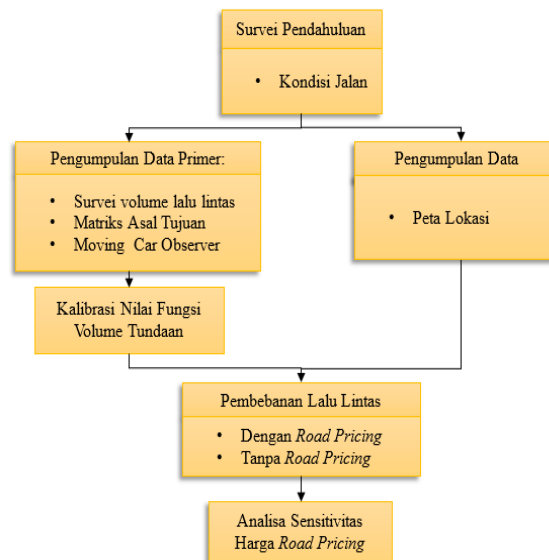 Survei Pendahuluan
• Kondisi Jalan
Pengumpulan Data Primer:
• Survei volume lalu lintas
• Matriks Asal Tujuan
• Moving Car Observer
Pengumpulan Data
• Peta Lokasi
Kalibrasi Nilai Fungsi
Volume Tundaan
Pembebanan Lalu Lintas
• Dengan Road Pricing
• Tanpa Road Pricing
Analisa Sensitivitas
Harga Road Pricing